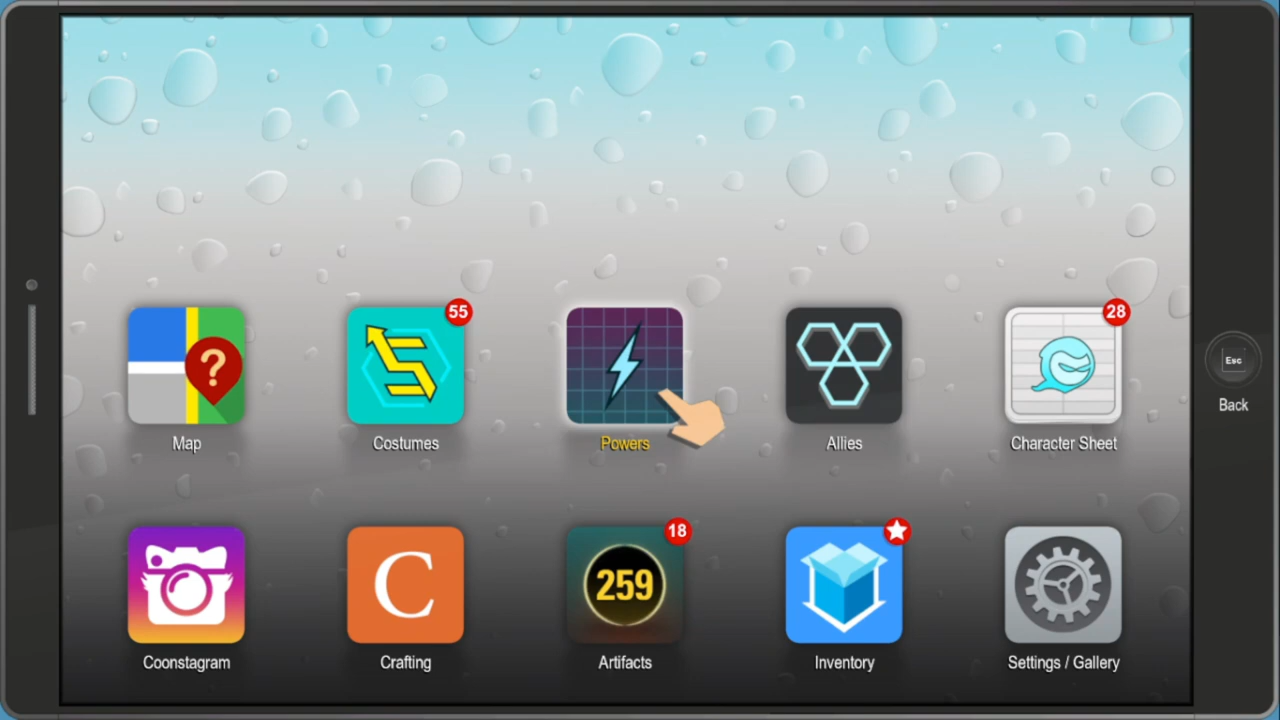 55
28
?
Esc
Back
Map
Costumes
Powers
Allies
Character Sheet
18
C
259
Coonstagram
Crafting
Artifacts
Inventory
Settings / Gallery